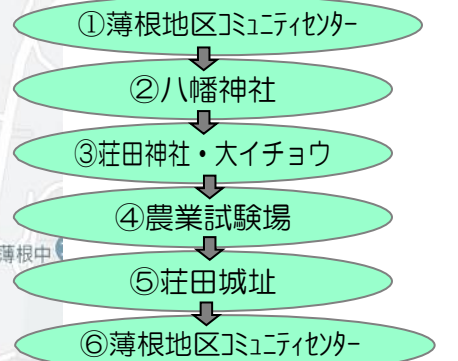 ①薄根地区ｺﾐｭﾆﾃｨｾﾝﾀｰ
②八幡神社
③荘田神社・大イチョウ
④農業試験場
薄根中
⑤荘田城址
⑥薄根地区ｺﾐｭﾆﾃｨｾﾝﾀｰ